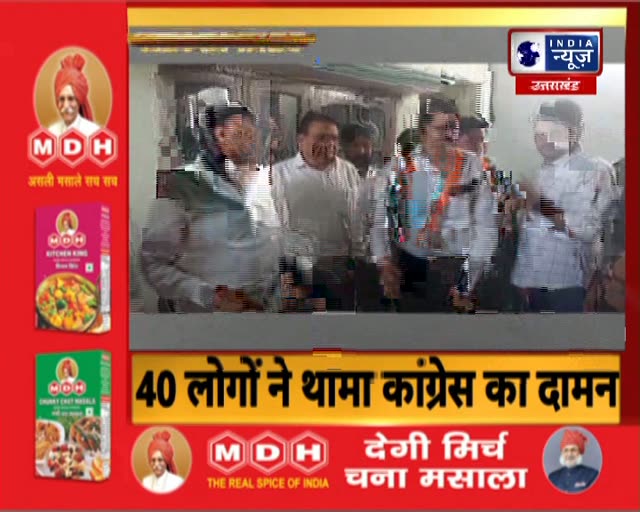 INDIA
न्यूज़
उत्तराखंड
MDH
असली मसाले सच सच
MDH
KITCHEN KING
MDH
CHUNKY CHAT MASALA
40 लोगों ने थामा कांग्रेस का दामन
MDH
THE REAL SPICE OF INDIA
देगी मिर्च
चना मसाला